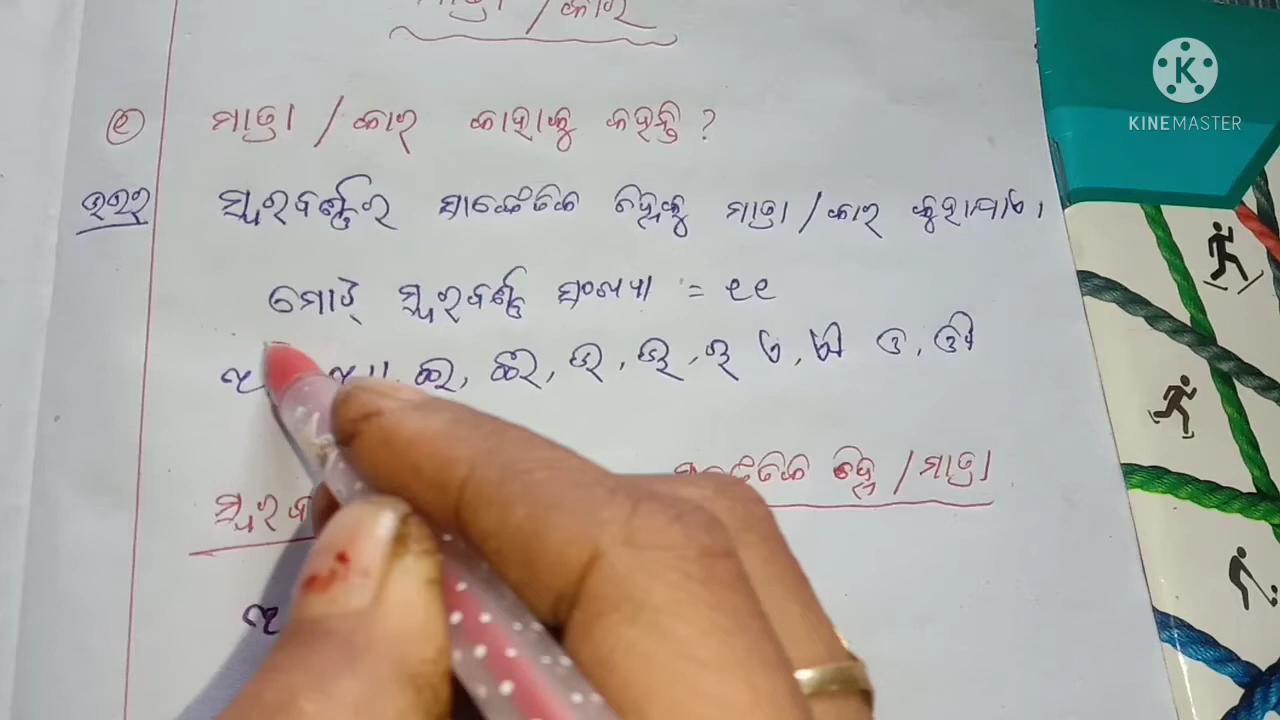 ମାତ୍ରା / କାର
KINEMASTER
୧ ମାତ୍ରା / କାର କାହାକୁ କହନ୍ତି ?
ଉତ୍ତର ସ୍ୱରବର୍ଣ୍ଣର ସାଙ୍କେତିକ ଚିହ୍ନକୁ ମାତ୍ରା / କାର କୁହାଯାଏ ।
ମୋଟ୍ ସ୍ୱରବର୍ଣ୍ଣ ସଂଖ୍ୟା = ୧୧
ଅ ଆ, ଇ, ଈ, ଉ, ଊ, ଋ ଏ, ଐ ଓ, ଔ
ଚିହ୍ନ / ମାତ୍ରା
ଅ